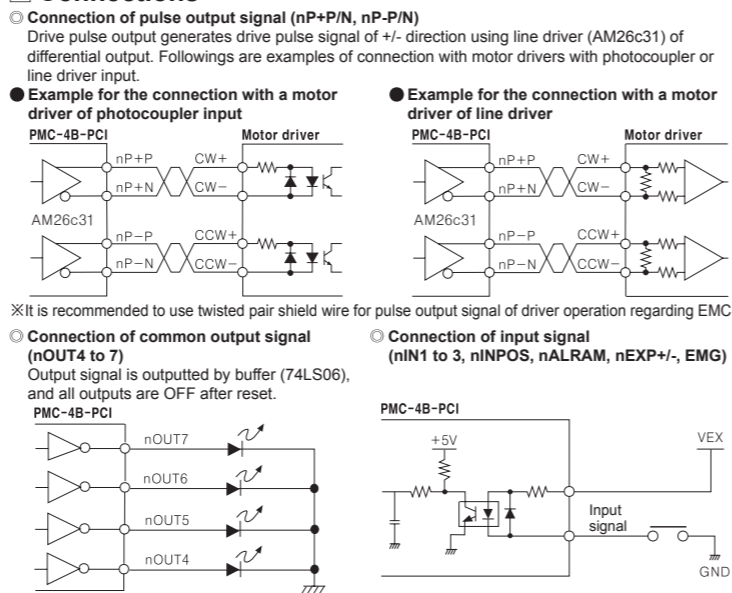 Connections
◎ Connection of pulse output signal (nP+P/N, nP-P/N)
Drive pulse output generates drive pulse signal of +/- direction using line driver (AM26c31) of
differential output. Followings are examples of connection with motor drivers with photocoupler or
line driver input.
● Example for the connection with a motor
driver of photocoupler input
PMC-4B-PCI
Motor driver
nP+P
CW+
nP+N
CW-
AM26c31
nP-P
CCW+
nP-N
CCW-
● Example for the connection with a motor
driver of line driver
PMC-4B-PCI
Motor driver
nP+P
CW+
nP+N
CW-
AM26c31
nP-P
CCW+
nP-N
CCW-
※It is recommended to use twisted pair shield wire for pulse output signal of driver operation regarding EMC
◎ Connection of common output signal
(nOUT4 to 7)
Output signal is outputted by buffer (74LS06),
and all outputs are OFF after reset.
PMC-4B-PCI
nOUT7
nOUT6
nOUT5
nOUT4
◎ Connection of input signal
(nIN1 to 3, nINPOS, nALRAM, nEXP+/-, EMG)
PMC-4B-PCI
+5V
VEX
Input
signal
GND